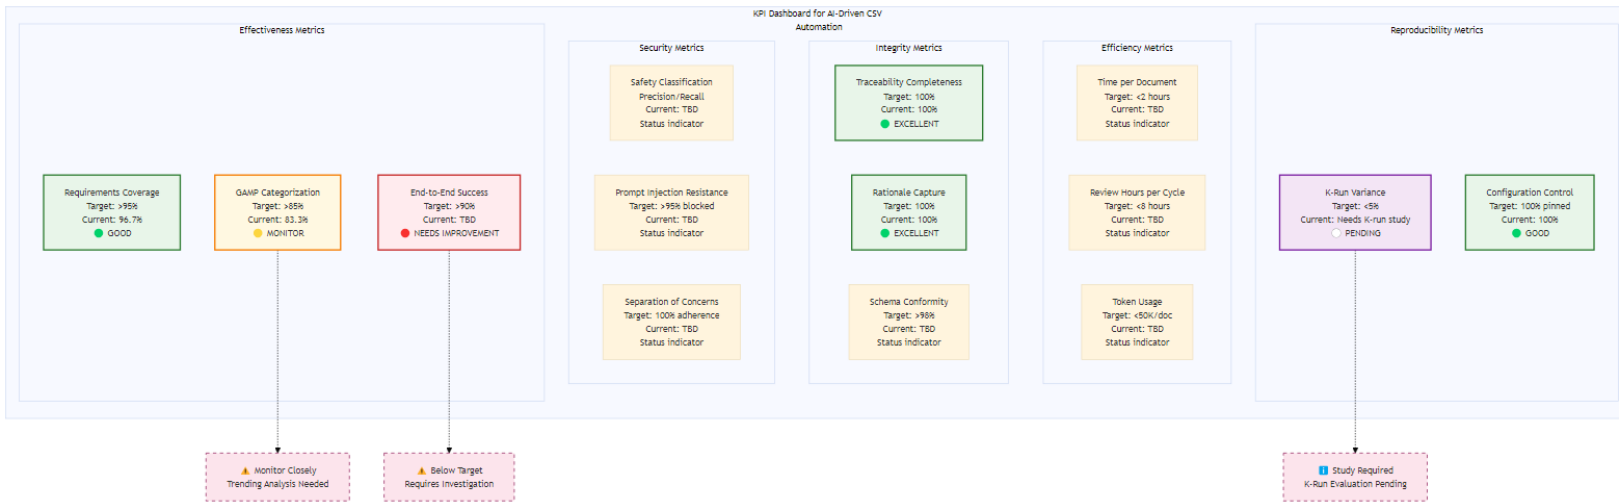 KPI Dashboard for AI-Driven CSV
Automation
Effectiveness Metrics
Requirements Coverage
Target: >95%
Current: 96.7%
GOOD
GAMP Categorization
Target: >85%
Current: 83.3%
MONITOR
End-to-End Success
Target: >90%
Current: TBD
NEEDS IMPROVEMENT
Security Metrics
Safety Classification
Precision/Recall
Current: TBD
Status indicator
Prompt Injection Resistance
Target: >95% blocked
Current: TBD
Status indicator
Separation of Concerns
Target: 100% adherence
Current: TBD
Status indicator
Integrity Metrics
Traceability Completeness
Target: 100%
Current: 100%
EXCELLENT
Rationale Capture
Target: 100%
Current: 100%
EXCELLENT
Schema Conformity
Target: >98%
Current: TBD
Status indicator
Efficiency Metrics
Time per Document
Target: <2 hours
Current: TBD
Status indicator
Review Hours per Cycle
Target: <8 hours
Current: TBD
Status indicator
Token Usage
Target: <50K/doc
Current: TBD
Status indicator
Reproducibility Metrics
K-Run Variance
Target: <5%
Current: Needs K-run study
PENDING
Configuration Control
Target: 100% pinned
Current: 100%
GOOD
Monitor Closely
Trending Analysis Needed
Below Target
Requires Investigation
Study Required
K-Run Evaluation Pending